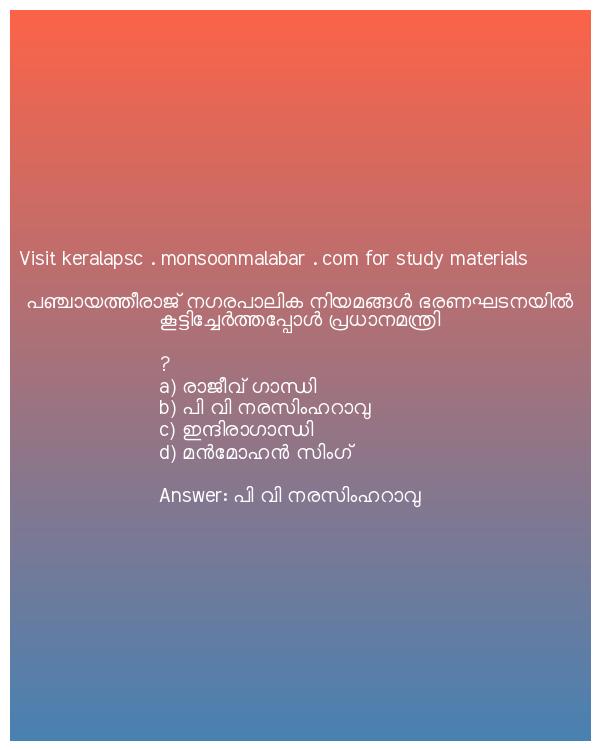 Visit keralapsc . monsoonmalabar . com for study materials
പഞ്ചായത്തീരാജ് നഗരപാലിക നിയമങ്ങൾ ഭരണഘടനയിൽ
കൂട്ടിച്ചേർത്തപ്പോൾ പ്രധാനമന്ത്രി
?
a) രാജീവ് ഗാന്ധി
b) പി വി നരസിംഹറാവു
c) ഇന്ദിരാഗാന്ധി
d) മൻമോഹൻ സിംഗ്
Answer: പി വി നരസിംഹറാവു